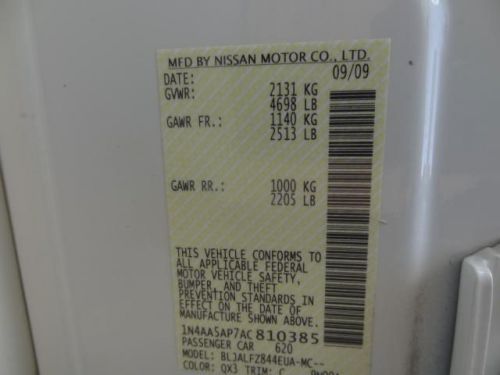 MFD BY NISSAN MOTOR CO., LTD.
DATE: 09/09
GVWR: 2131 KG
4698 LB
GAWR FR.: 1140 KG
2513 LB
GAWR RR.: 1000 KG
2205 LB
THIS VEHICLE CONFORMS TO
ALL APPLICABLE FEDERAL
MOTOR VEHICLE SAFETY,
BUMPER, AND THEFT
PREVENTION STANDARDS IN
EFFECT ON THE DATE OF
MANUFACTURE SHOWN ABOVE.
1N4AA5AP7AC810385
PASSENGER CAR 620
MODEL: BLJALFZ844EUA-MC--
COLOR: QX3 TRIM: